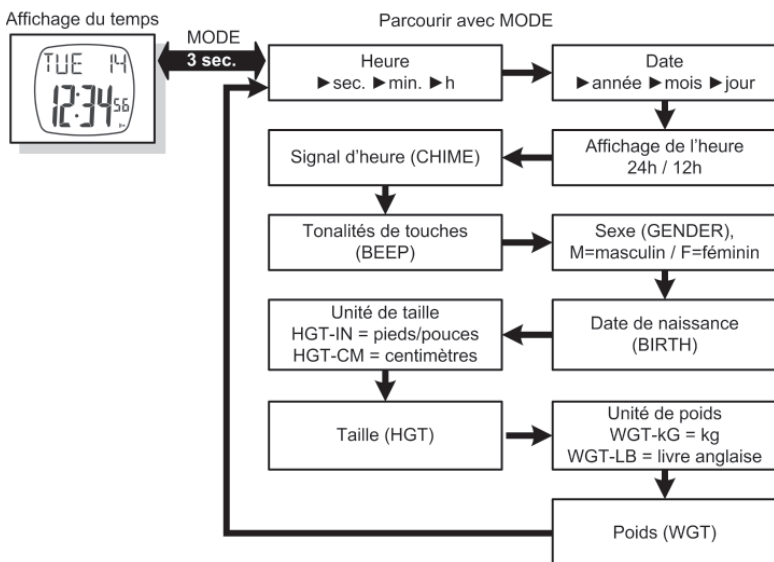 Affichage du temps
Parcourir avec MODE
MODE
3 sec.
TUE 14
12:34 56
Heure
►sec. ►min. ►h
Date
►année ►mois ►jour
Affichage de l'heure
24h / 12h
Signal d'heure (CHIME)
Tonalités de touches
(BEEP)
Sexe (GENDER),
M=masculin / F=féminin
Date de naissance
(BIRTH)
Unité de taille
HGT-IN = pieds/pouces
HGT-CM = centimètres
Taille (HGT)
Unité de poids
WGT-kG = kg
WGT-LB = livre anglaise
Poids (WGT)